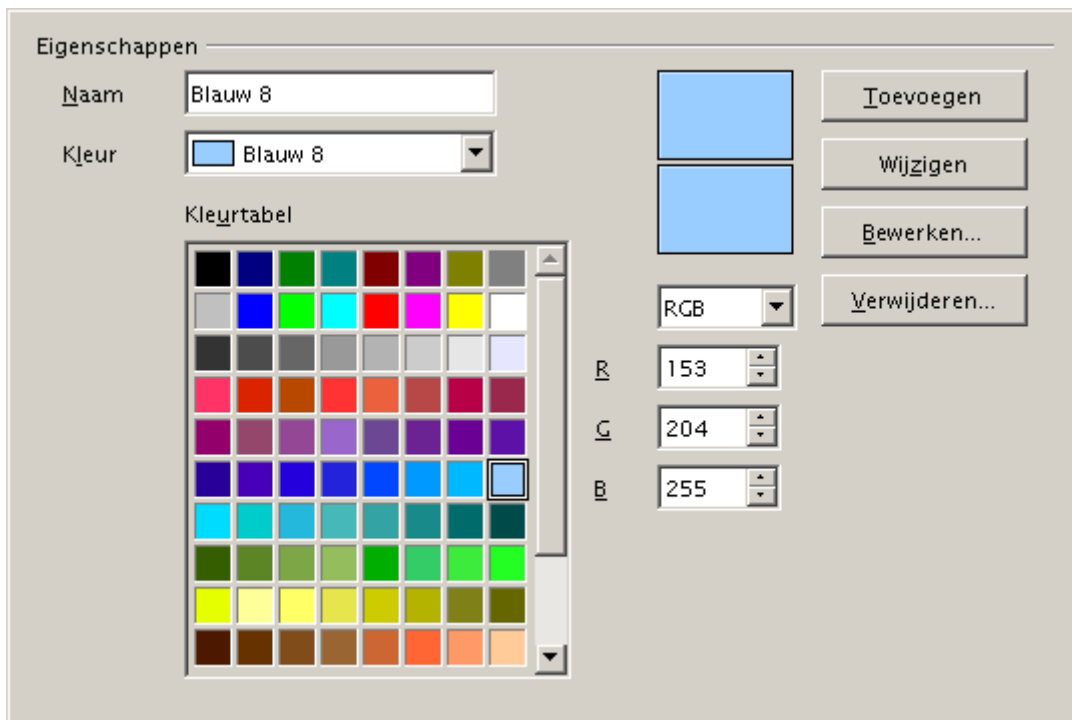 Eigenschappen
Naam
Blauw 8
Kleur
Blauw 8
Kleurtabel
Toevoegen
Wijzigen
Bewerken...
Verwijderen...
RGB
R
153
G
204
B
255